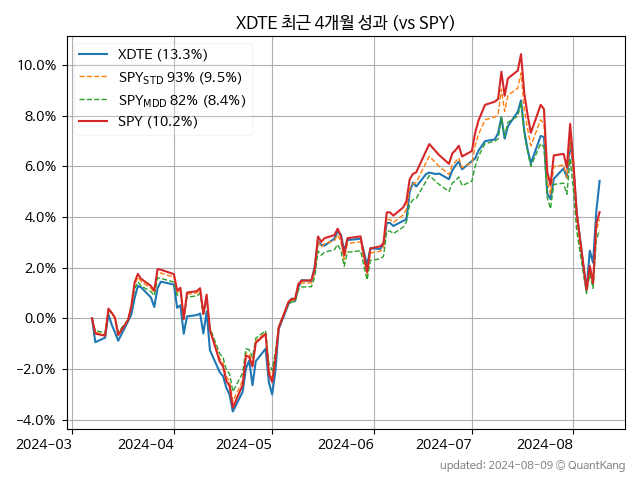 XDTE 최근 4개월 성과 (vs SPY)
XDTE (13.3%)
SPY_STD 93% (9.5%)
SPY_MDD 82% (8.4%)
SPY (10.2%)
10.0%
8.0%
6.0%
4.0%
2.0%
0.0%
−2.0%
−4.0%
2024-03 2024-04 2024-05 2024-06 2024-07 2024-08
updated: 2024-08-09 © QuantKang